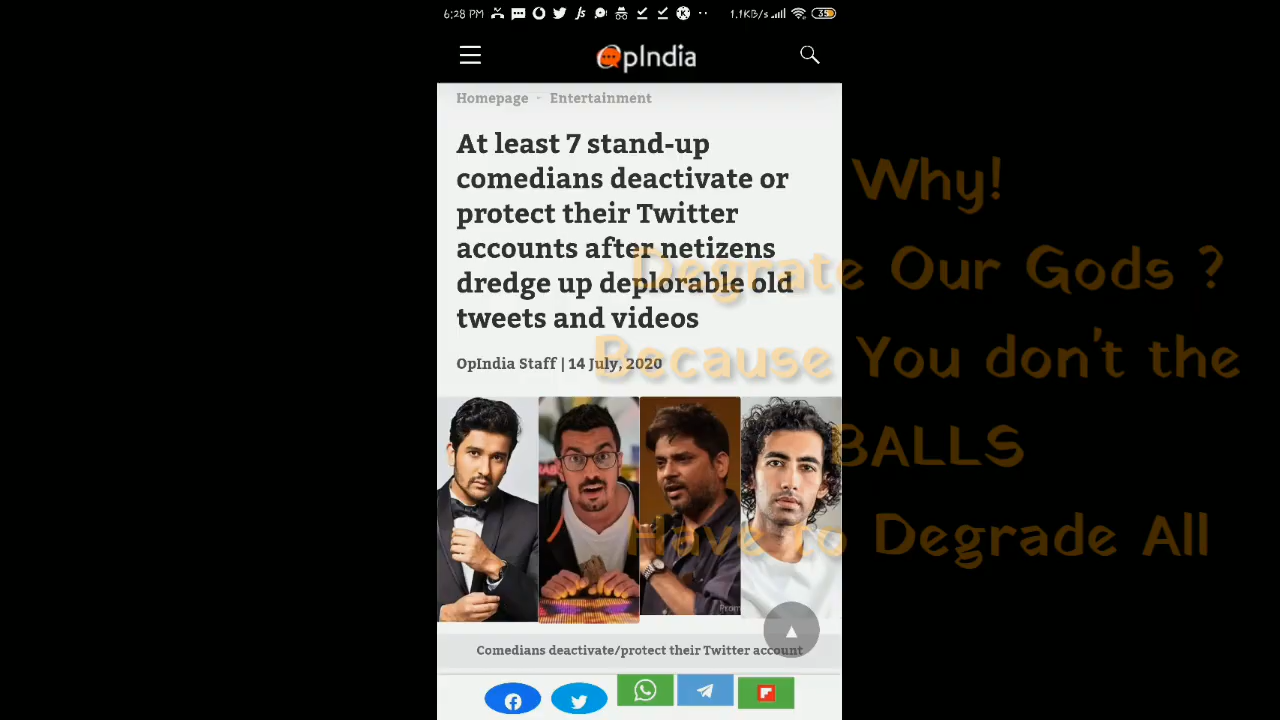 6:28 PM
1.1KB/s
35
OpIndia
Homepage - Entertainment
At least 7 stand-up
comedians deactivate or
protect their Twitter
accounts after netizens
dredge up deplorable old
tweets and videos
OpIndia Staff | 14 July, 2020
Prom
Comedians deactivate/protect their Twitter account
Why!
Degrate Our Gods ?
Because You don't the
BALLS
Have to Degrade All